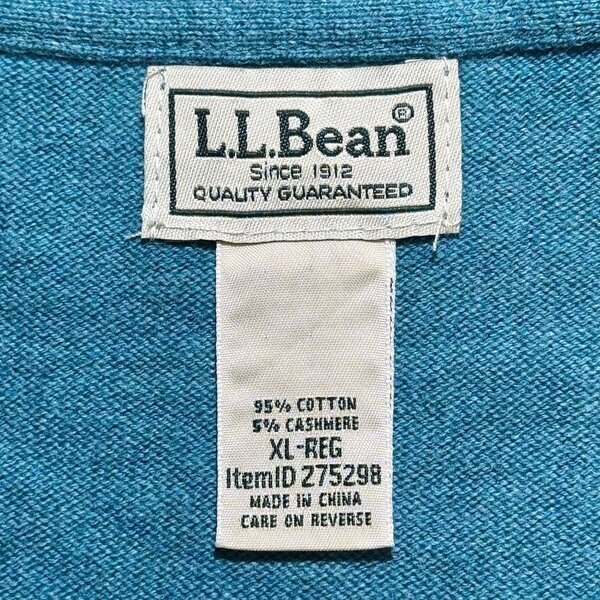 L.L.Bean®
Since 1912
QUALITY GUARANTEED
95% COTTON
5% CASHMERE
XL-REG
ItemID 275298
MADE IN CHINA
CARE ON REVERSE